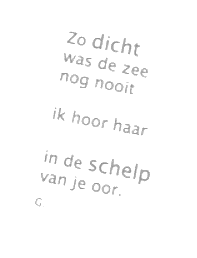 Zo dicht
was de zee
nog nooit
ik hoor haar
in de schelp
van je oor.
G